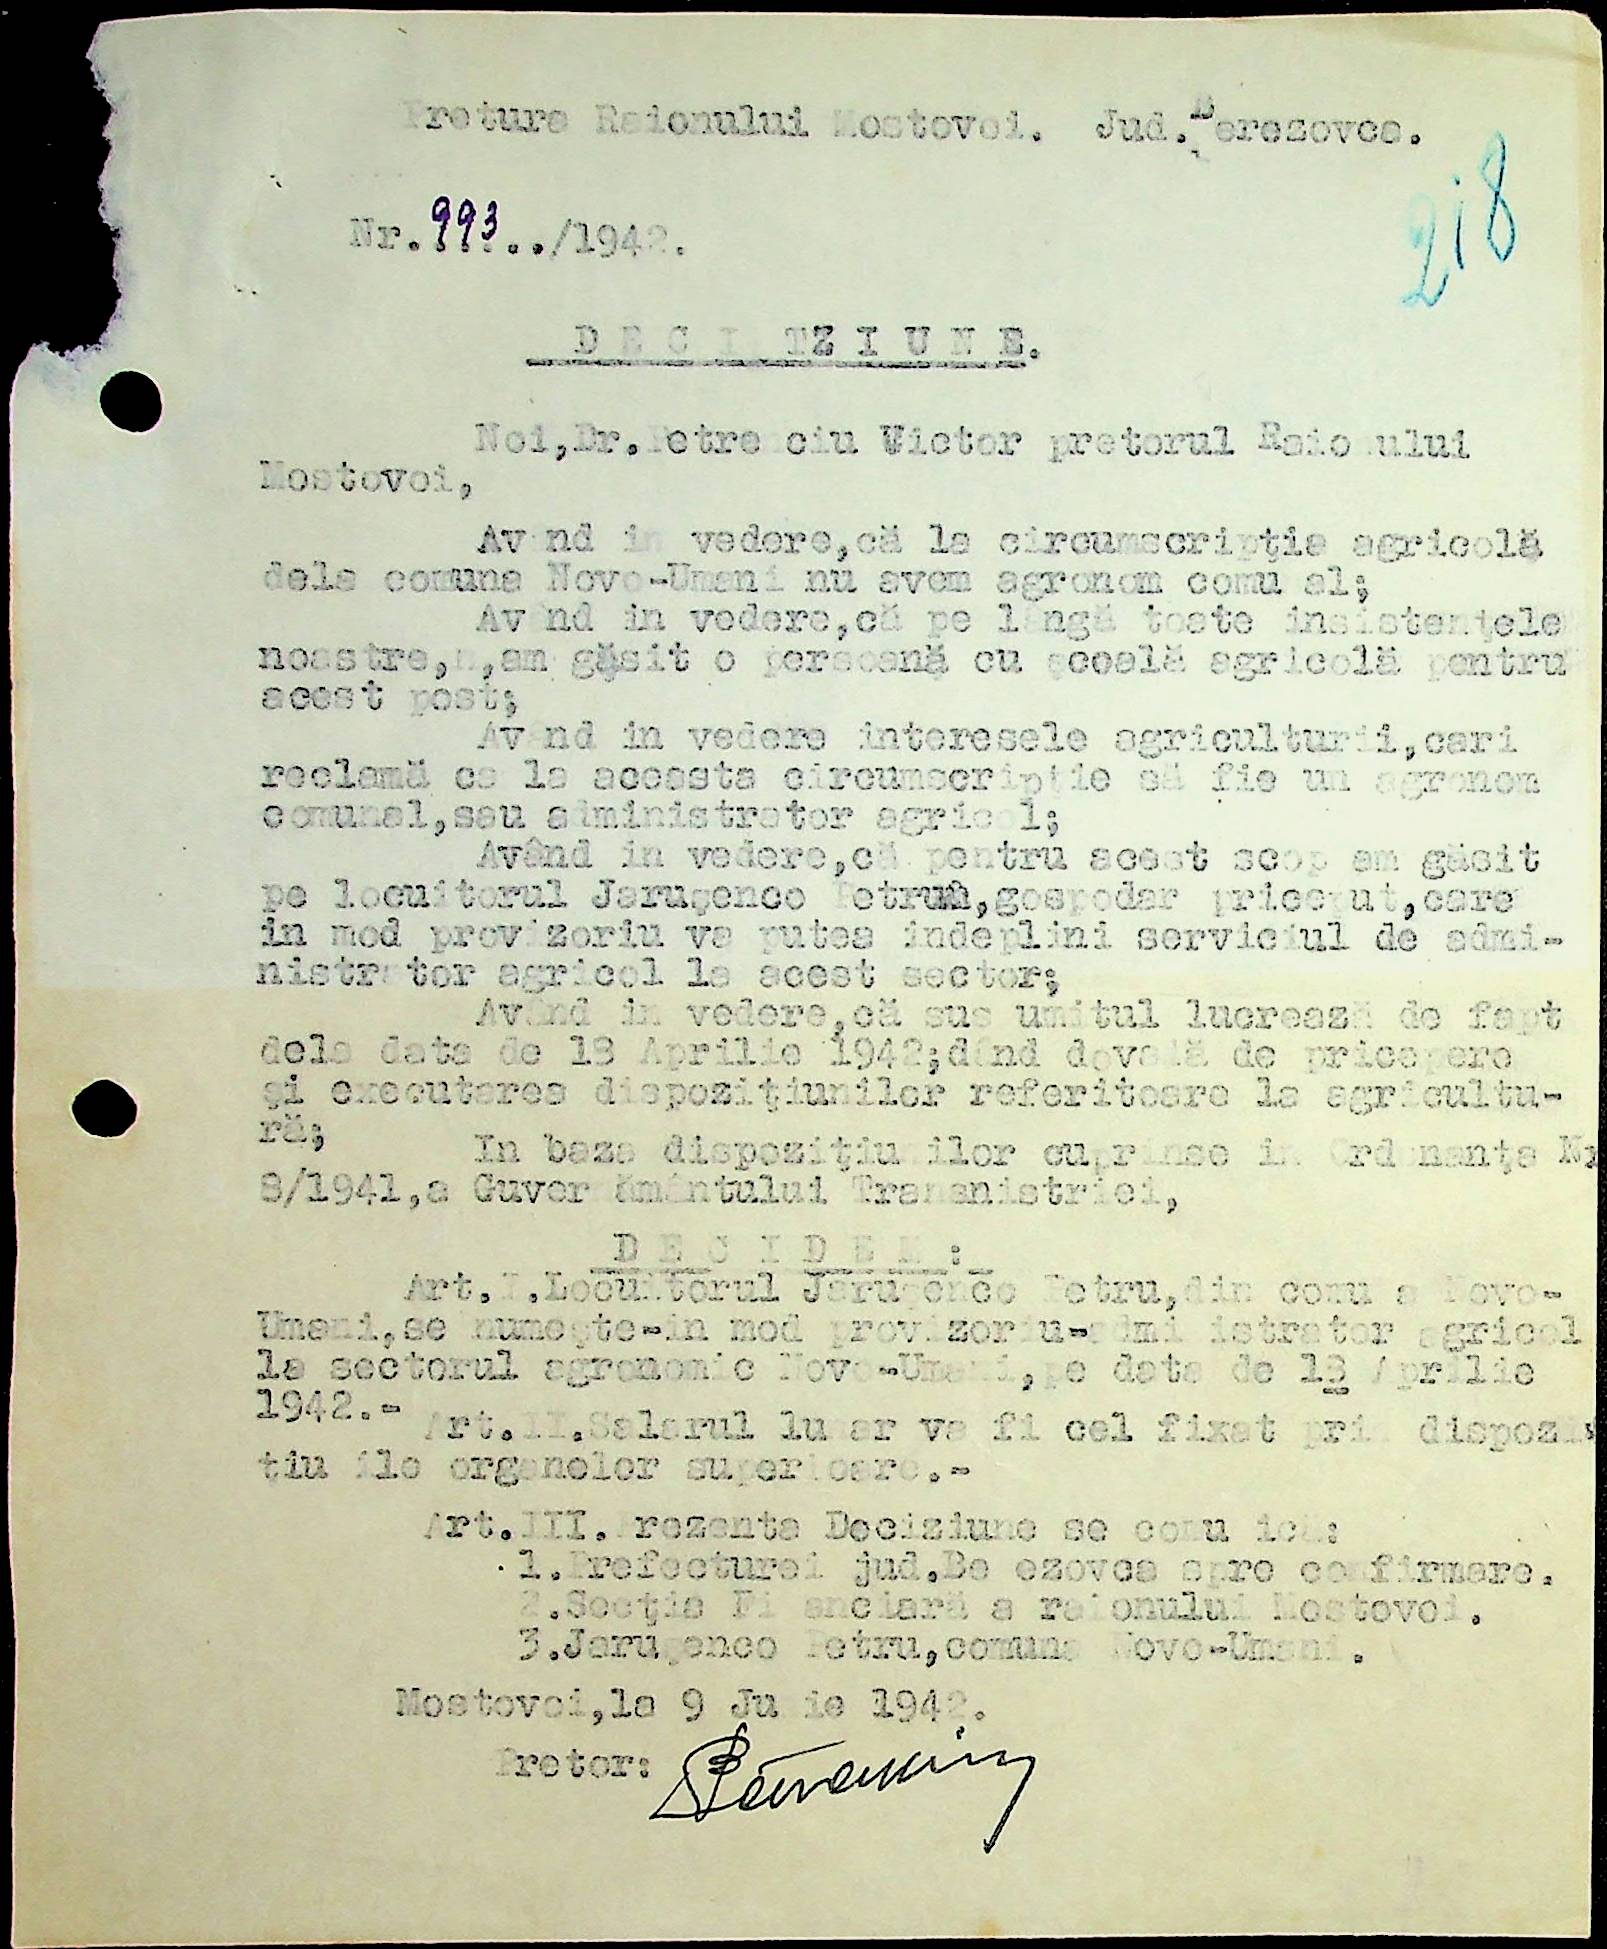 Pretura Raionului Mostovoi. Jud. Berezovca.
218
Nr. 993../1942.
D E C I Z I U N E.
Noi,Dr.Petrenciu Victor pretorul Raionului
Mostovoi,
Având in vedere,că la circumscripţia agricolă
dela comuna Novo-Umani nu avem agronom comunal;
Având in vedere,că pe lângă toate insistenţele
noastre,n,am găsit o persoană cu şcoală agricolă pentru
acest post;
Având in vedere interesele agriculturii,cari
reclamă ca la aceasta circumscripţie să fie un agronom
comunal,sau administrator agricol;
Având in vedere,că pentru acest scop am găsit
pe locuitorul Jaruşenco Petru,gospodar priceput,care
in mod provizoriu va putea indeplini serviciul de admi-
nistrator agricol la acest sector;
Având in vedere,că sus numitul lucrează de fapt
dela data de 18 Aprilie 1942;dând dovadă de pricepere
şi executarea dispoziţiunilor referitoare la agricultu-
ră;
In baza dispoziţiunilor cuprinse in Ordonanţa Nr
8/1941,a Guvernământului Transnistriei,
D E C I D E M :
Art.I.Locuitorul Jaruşenco Petru,din comuna Novo-
Umani,se numeşte-in mod provizoriu-administrator agricol
la sectorul agronomic Novo-Umani,pe data de 18 Aprilie
1942.-
Art.II.Salarul lunar va fi cel fixat prin dispozi-
ţiunile organelor superioare.-
Art.III.Prezenta Deciziune se comunică:
1.Prefecturei jud.Berezovca spre confirmare.
2.Secţia Financiară a raionului Mostovoi.
3.Jaruşenco Petru,comuna Novo-Umani.
Mostovoi,la 9 Junie 1942.
Pretor: